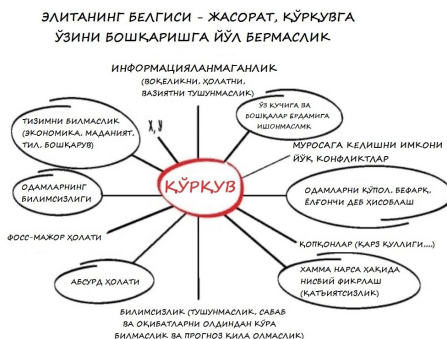 ЭЛИТАНИНГ БЕЛГИСИ - ЖАСОРАТ, ҚЎРҚУВГА
ЎЗИНИ БОШҚАРИШГА ЙЎЛ БЕРМАСЛИК
ИНФОРМАЦИЯЛАНМАГАНЛИК
(ВОҚЕЛИКНИ, ҲОЛАТНИ,
ВАЗИЯТНИ ТУШУНМАСЛИК)
ЎЗ КУЧИГА ВА
БОШҚАЛАР ЁРДАМИГА
ИШОНМАСЛИК
ТИЗИМНИ БИЛМАСЛИК
(ЭКОНОМИКА, МАДАНИЯТ,
ТИЛ, БОШҚАРУВ)
Х, У
МУРОСАГА КЕЛИШНИ ИМКОНИ
ЙЎҚ, КОНФЛИКТЛАР
ҚЎРҚУВ
ОДАМЛАРНИНГ
БИЛИМСИЗЛИГИ
ОДАМЛАРНИ ҚЎПОЛ, БЕФАРҚ,
ЁЛҒОНЧИ ДЕБ ҲИСОБЛАШ
ФОСС-МАЖОР ҲОЛАТИ
ҚОПҚОНЛАР (ҚАРЗ ҚУЛЛИГИ....)
АБСУРД ҲОЛАТИ
ХАММА НАРСА ҲАҚИДА
НИСБИЙ ФИКРЛАШ
(ҚАТЪИЯТСИЗЛИК)
БИЛИМСИЗЛИК (ТУШУНМАСЛИК, САБАБ
ВА ОҚИБАТЛАРНИ ОЛДИНДАН КЎРА
БИЛМАСЛИК ВА ПРОГНОЗ ҚИЛА ОЛМАСЛИК)